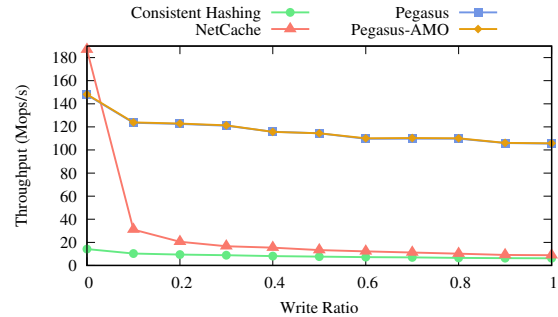 Consistent Hashing
NetCache
Pegasus
Pegasus-AMO
180
160
140
120
100
80
60
40
20
0
Throughput (Mops/s)
0 0.2 0.4 0.6 0.8 1
Write Ratio